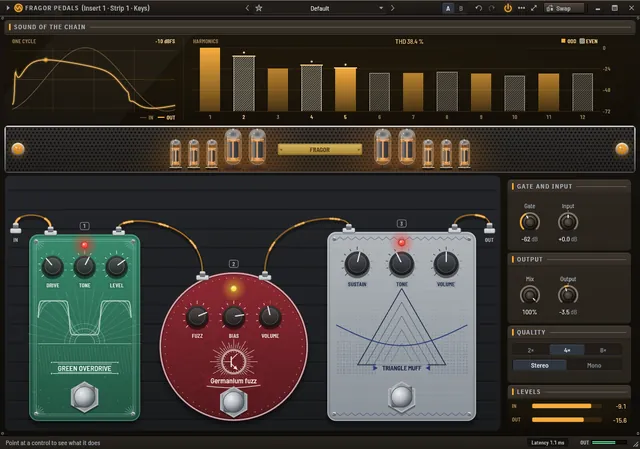 FRAGOR PEDALS (Insert 1 · Strip 1 · Keys)
Default
A B
Swap
SOUND OF THE CHAIN
ONE CYCLE
-19 dBFS
IN OUT
HARMONICS
THD 38.4 %
ODD EVEN
0
-24
-48
-72
1 2 3 4 5 6 7 8 9 10 11 12
FRAGOR
IN
1
DRIVE TONE LEVEL
GREEN OVERDRIVE
2
FUZZ BIAS VOLUME
Germanium fuzz
3
SUSTAIN TONE VOLUME
TRIANGLE MUFF
OUT
GATE AND INPUT
Gate Input
-62 dB +0.0 dB
OUTPUT
Mix Output
100% -3.5 dB
QUALITY
2× 4× 8×
Stereo Mono
LEVELS
IN -9.1
OUT -15.6
Point at a control to see what it does
Latency 1.1 ms
OUT